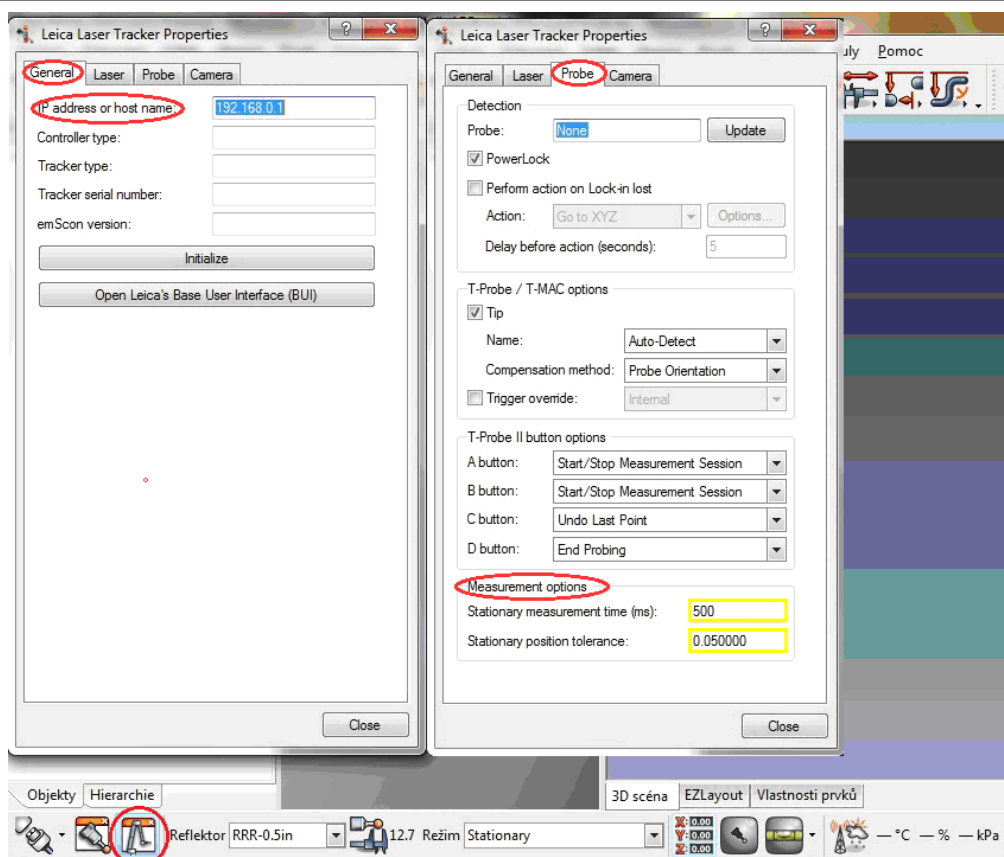 Leica Laser Tracker Properties
General Laser Probe Camera
IP address or host name: 192.168.0.1
Controller type:
Tracker type:
Tracker serial number:
emScon version:
Initialize
Open Leica's Base User Interface (BUI)
Close
Leica Laser Tracker Properties
General Laser Probe Camera
Detection
Probe: None Update
PowerLock
Perform action on Lock-in lost
Action: Go to XYZ Options...
Delay before action (seconds): 5
T-Probe / T-MAC options
Tip
Name: Auto-Detect
Compensation method: Probe Orientation
Trigger override: Internal
T-Probe II button options
A button: Start/Stop Measurement Session
B button: Start/Stop Measurement Session
C button: Undo Last Point
D button: End Probing
Measurement options
Stationary measurement time (ms): 500
Stationary position tolerance: 0.050000
Close
uly Pomoc
Objekty Hierarchie
3D scéna EZLayout Vlastnosti prvků
Reflektor RRR-0.5in 12.7 Režim Stationary X: 0.00 — °C — % — kPa
Y: 0.00
Z: 0.00